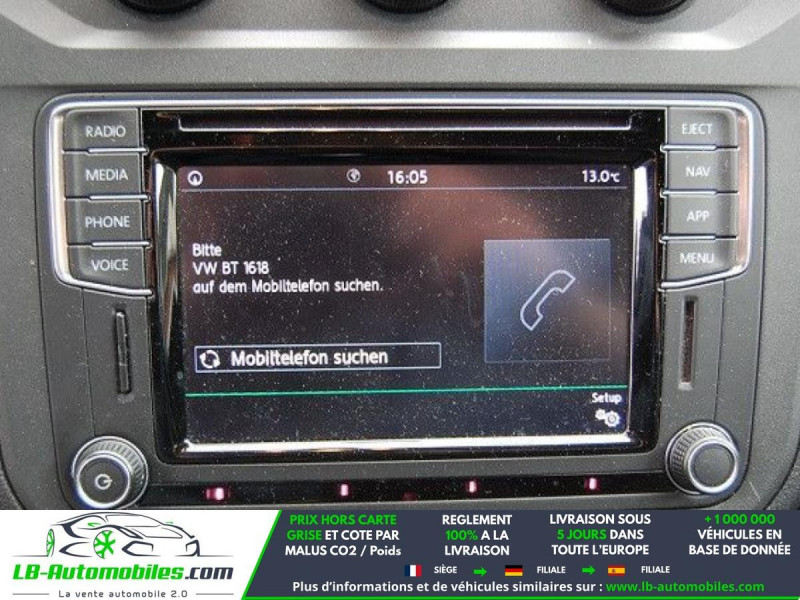 RADIO
EJECT
MEDIA
NAV
PHONE
APP
VOICE
MENU
16:05
13.0°C
Bitte
VW BT 1618
auf dem Mobiltelefon suchen.
Mobiltelefon suchen
Setup
LB-Automobiles.com
La vente automobile 2.0
PRIX HORS CARTE
GRISE ET COTE PAR
MALUS CO2 / Poids
REGLEMENT
100% A LA
LIVRAISON
LIVRAISON SOUS
5 JOURS DANS
TOUTE L'EUROPE
+1 000 000
VÉHICULES EN
BASE DE DONNÉE
SIÈGE
FILIALE
FILIALE
Plus d'informations et de véhicules similaires sur : www.lb-automobiles.com